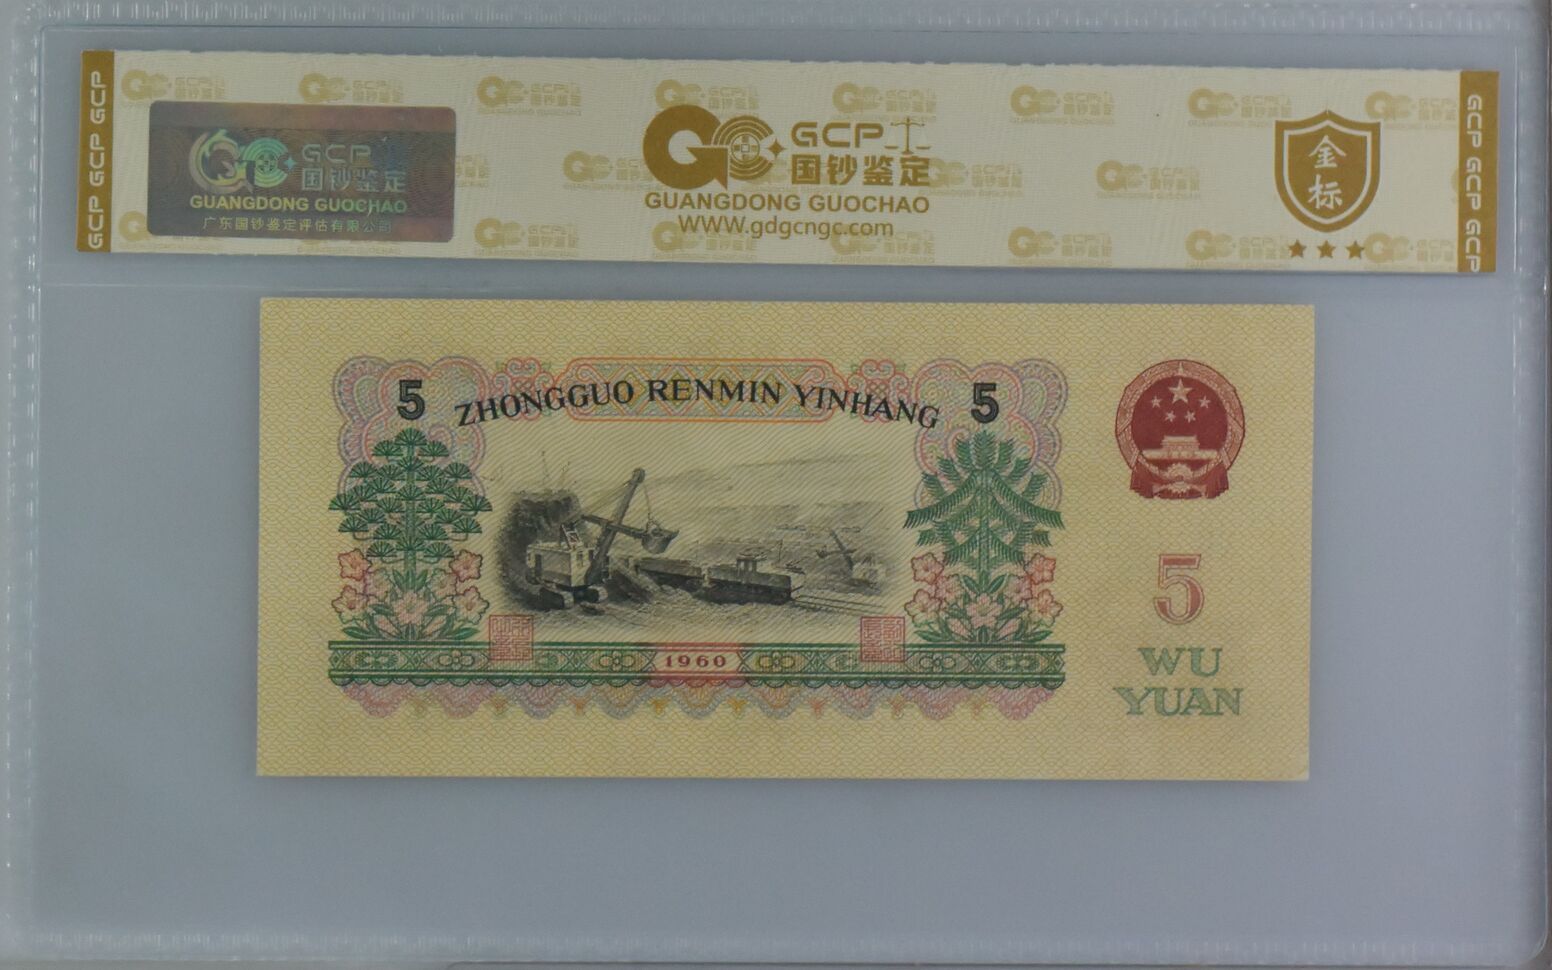 GCP GCP GCP
GCP
国钞鉴定
GUANGDONG GUOCHAO
广东国钞鉴定评估有限公司
GCP
国钞鉴定
GUANGDONG GUOCHAO
WWW.gdgcngc.com
金标
GCP GCP GCP
5
ZHONGGUO RENMIN YINHANG
5
5
WU
YUAN
1960